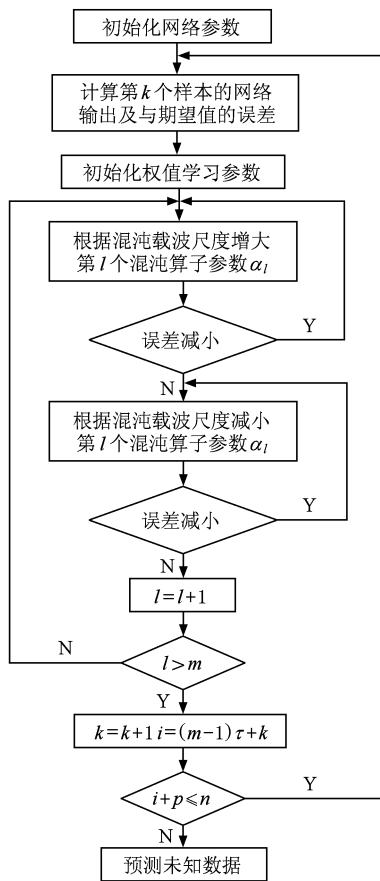 初始化网络参数
计算第k个样本的网络
输出及与期望值的误差
初始化权值学习参数
根据混沌载波尺度增大
第l个混沌算子参数αl
误差减小
Y
N
根据混沌载波尺度减小
第l个混沌算子参数αl
误差减小
Y
N
l=l+1
N
l>m
Y
k=k+1 i=(m-1)τ+k
i+p≤n
Y
N
预测未知数据